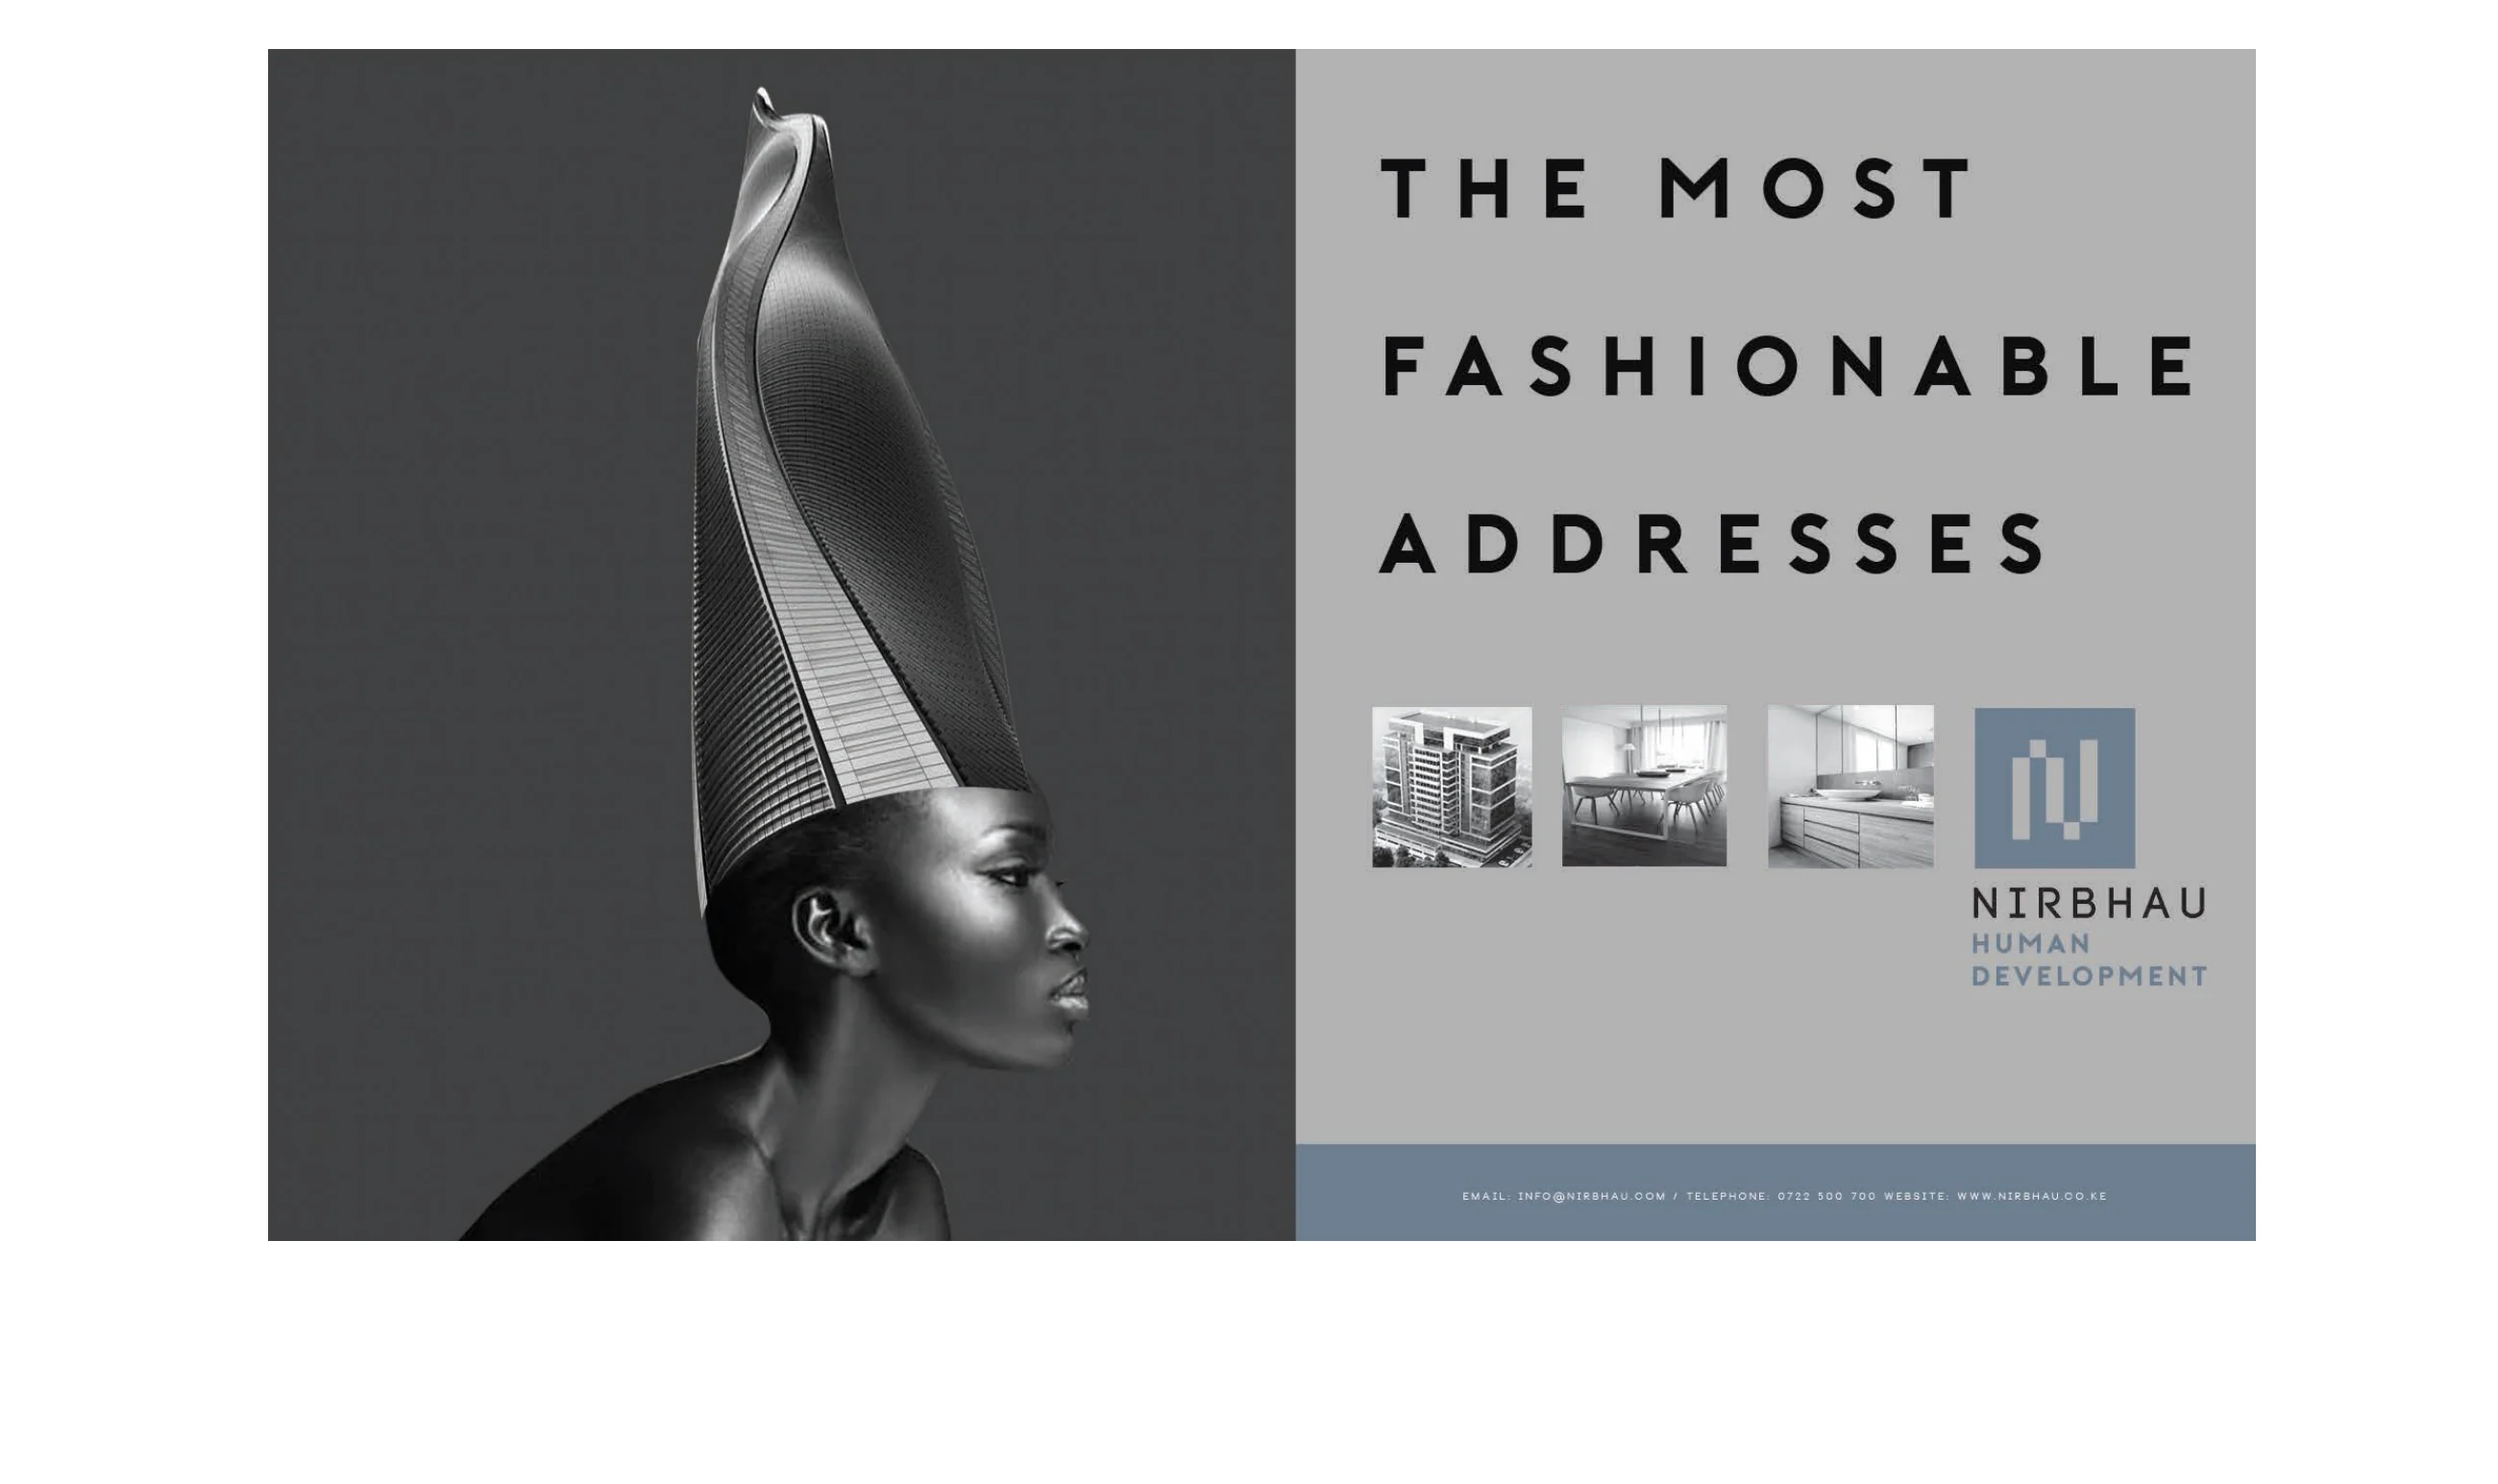 THE MOST
FASHIONABLE
ADDRESSES
NIRBHAU
HUMAN
DEVELOPMENT
EMAIL: INFO@NIRBHAU.COM / TELEPHONE: 0722 500 700 WEBSITE: WWW.NIRBHAU.CO.KE